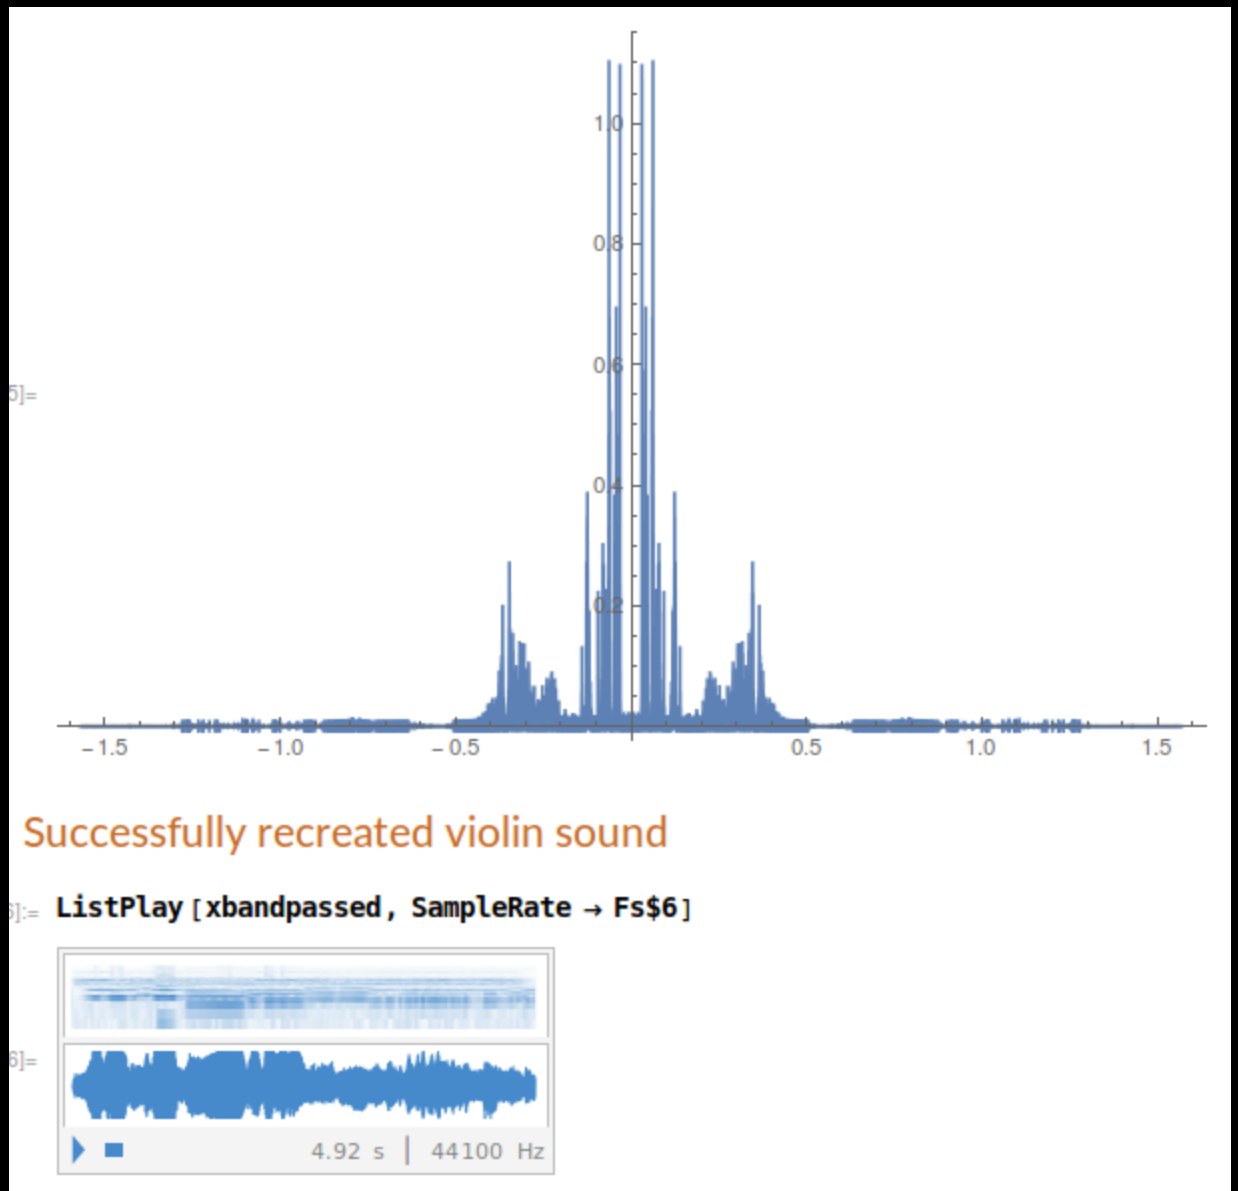 1.0
0.8
0.6
5]=
0.4
0.2
−1.5 −1.0 −0.5 0.5 1.0 1.5
Successfully recreated violin sound
6]:= ListPlay[xbandpassed, SampleRate → Fs$6]
6]=
4.92 s | 44100 Hz